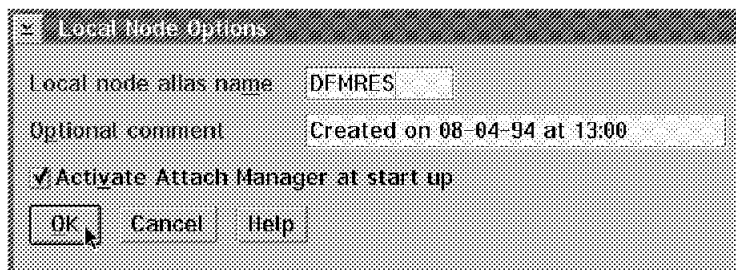 Local Node Options
Local node alias name DFMRES
Optional comment Created on 08-04-94 at 13:00
Activate Attach Manager at start up
OK Cancel Help